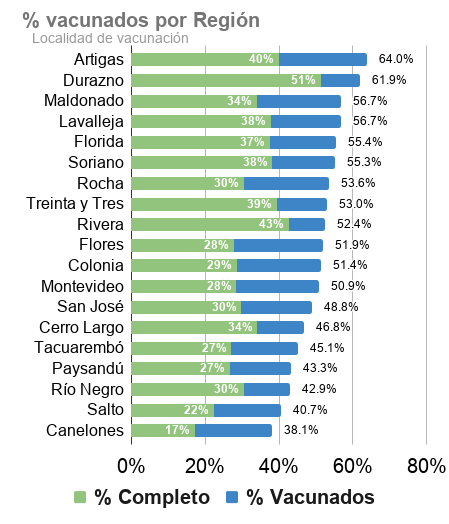 % vacunados por Región
Localidad de vacunación
Artigas 40% 64.0%
Durazno 51% 61.9%
Maldonado 34% 56.7%
Lavalleja 38% 56.7%
Florida 37% 55.4%
Soriano 38% 55.3%
Rocha 30% 53.6%
Treinta y Tres 39% 53.0%
Rivera 43% 52.4%
Flores 28% 51.9%
Colonia 29% 51.4%
Montevideo 28% 50.9%
San José 30% 48.8%
Cerro Largo 34% 46.8%
Tacuarembó 27% 45.1%
Paysandú 27% 43.3%
Río Negro 30% 42.9%
Salto 22% 40.7%
Canelones 17% 38.1%
0% 20% 40% 60% 80%
% Completo % Vacunados